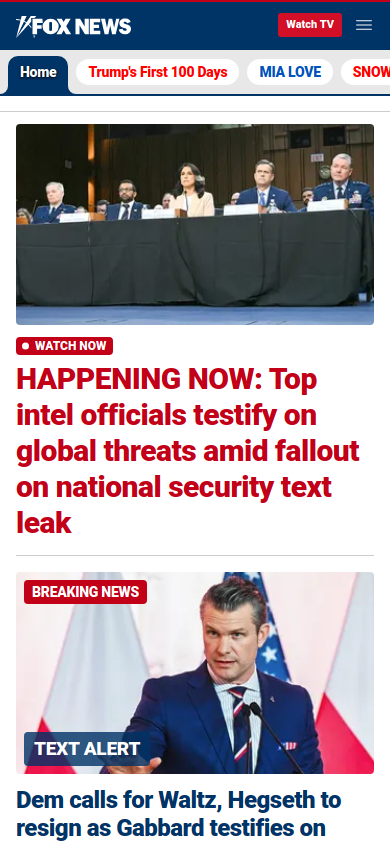 FOX NEWS
Watch TV
Home
Trump's First 100 Days
MIA LOVE
SNOW
WATCH NOW
HAPPENING NOW: Top
intel officials testify on
global threats amid fallout
on national security text
leak
BREAKING NEWS
TEXT ALERT
Dem calls for Waltz, Hegseth to
resign as Gabbard testifies on